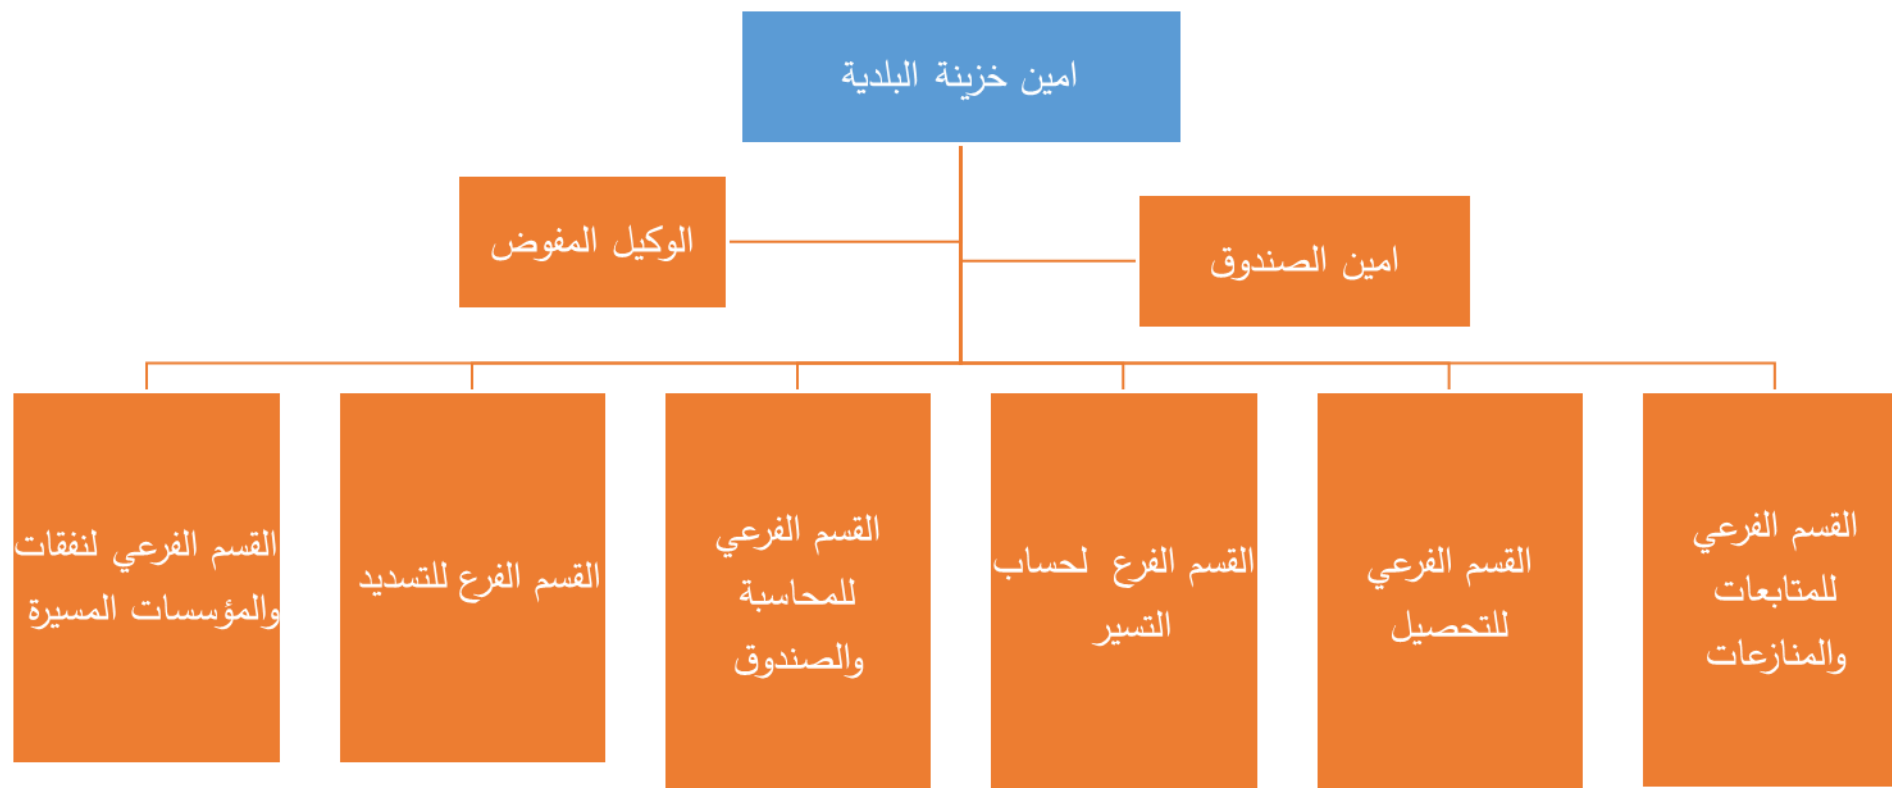 امين خزينة البلدية
امين الصندوق
الوكيل المفوض
القسم الفرعي
للمتابعات
والمنازعات
القسم الفرعي
للتحصيل
القسم الفرع لحساب
التسير
القسم الفرعي
للمحاسبة
والصندوق
القسم الفرع للتسديد
القسم الفرعي لنفقات
والمؤسسات المسيرة